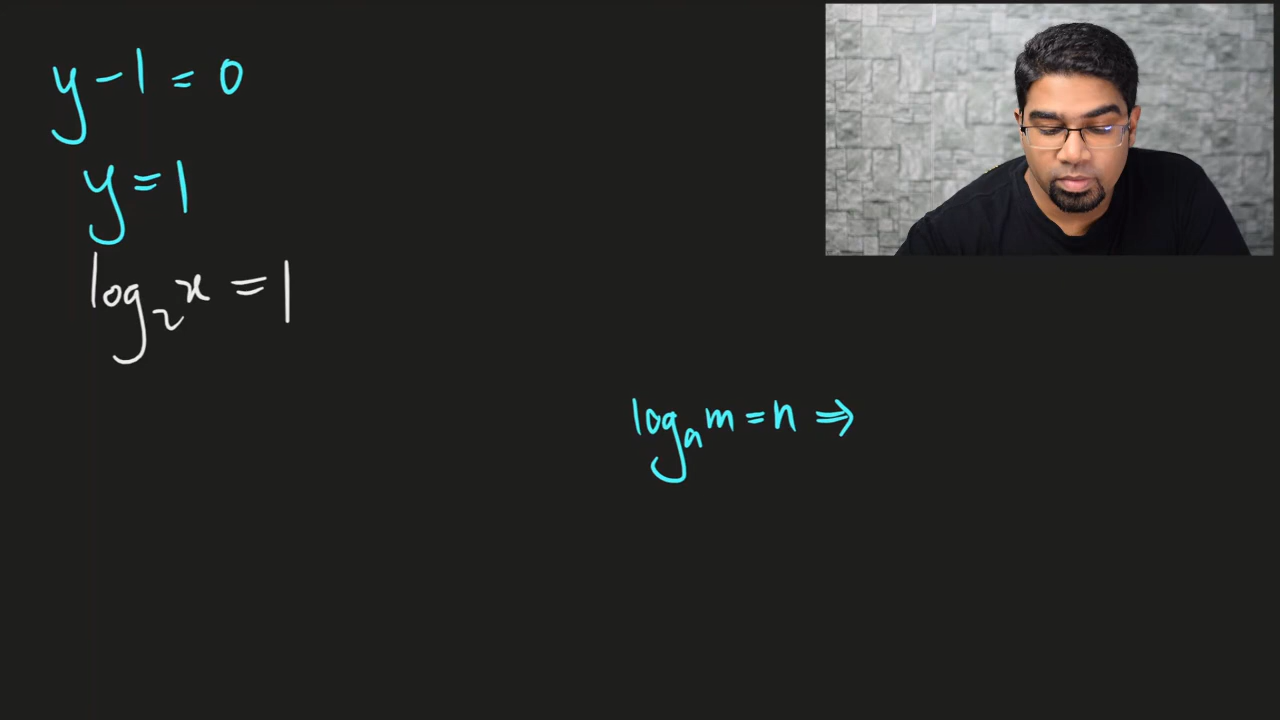 y - 1 = 0
y = 1
log₂x = 1
logₐm = n ⇒